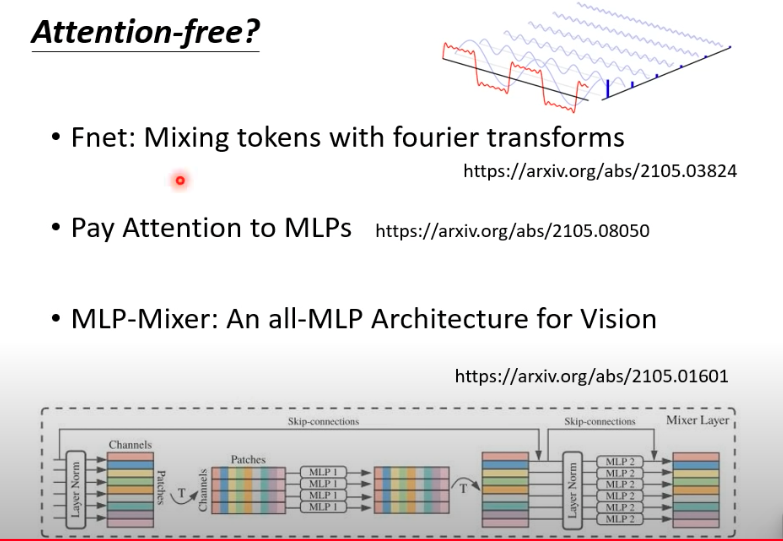 Attention-free?
• Fnet: Mixing tokens with fourier transforms
https://arxiv.org/abs/2105.03824
• Pay Attention to MLPs https://arxiv.org/abs/2105.08050
• MLP-Mixer: An all-MLP Architecture for Vision
https://arxiv.org/abs/2105.01601
Skip-connections
Skip-connections
Mixer Layer
Channels
Patches
Layer Norm
Patches
T
Channels
MLP 1
MLP 1
MLP 1
MLP 1
T
Layer Norm
MLP 2
MLP 2
MLP 2
MLP 2
MLP 2
MLP 2